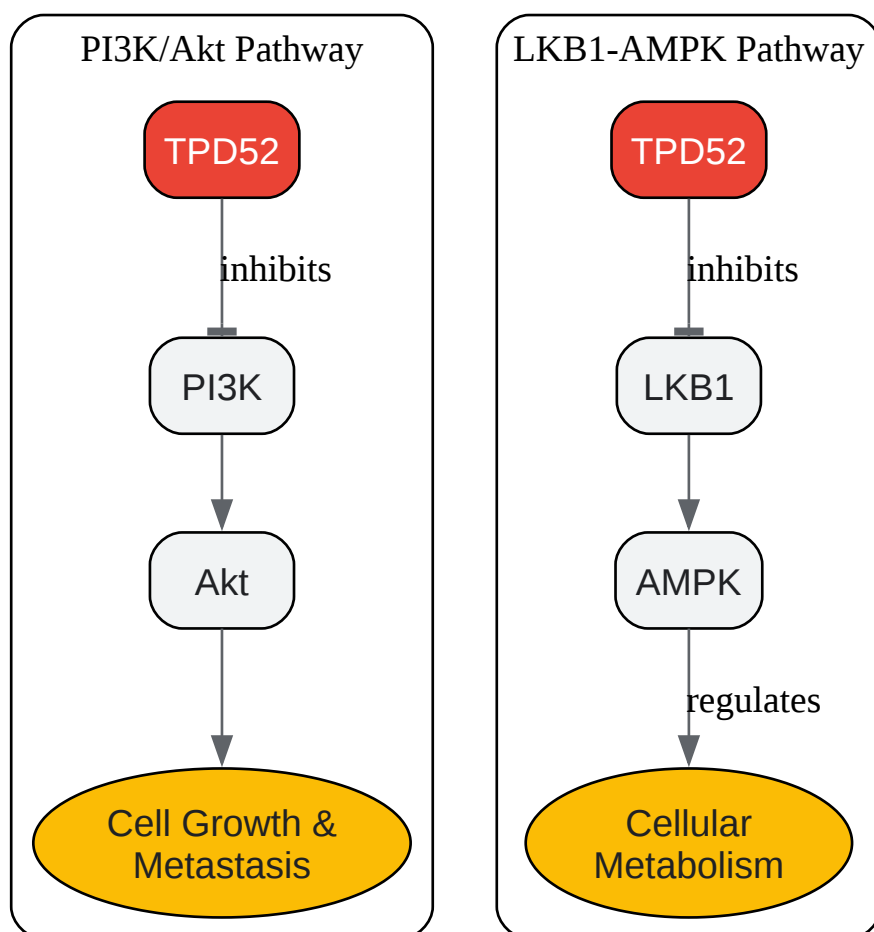 PI3K/Akt Pathway
TPD52
inhibits
PI3K
Akt
Cell Growth &
Metastasis
LKB1-AMPK Pathway
TPD52
inhibits
LKB1
AMPK
regulates
Cellular
Metabolism